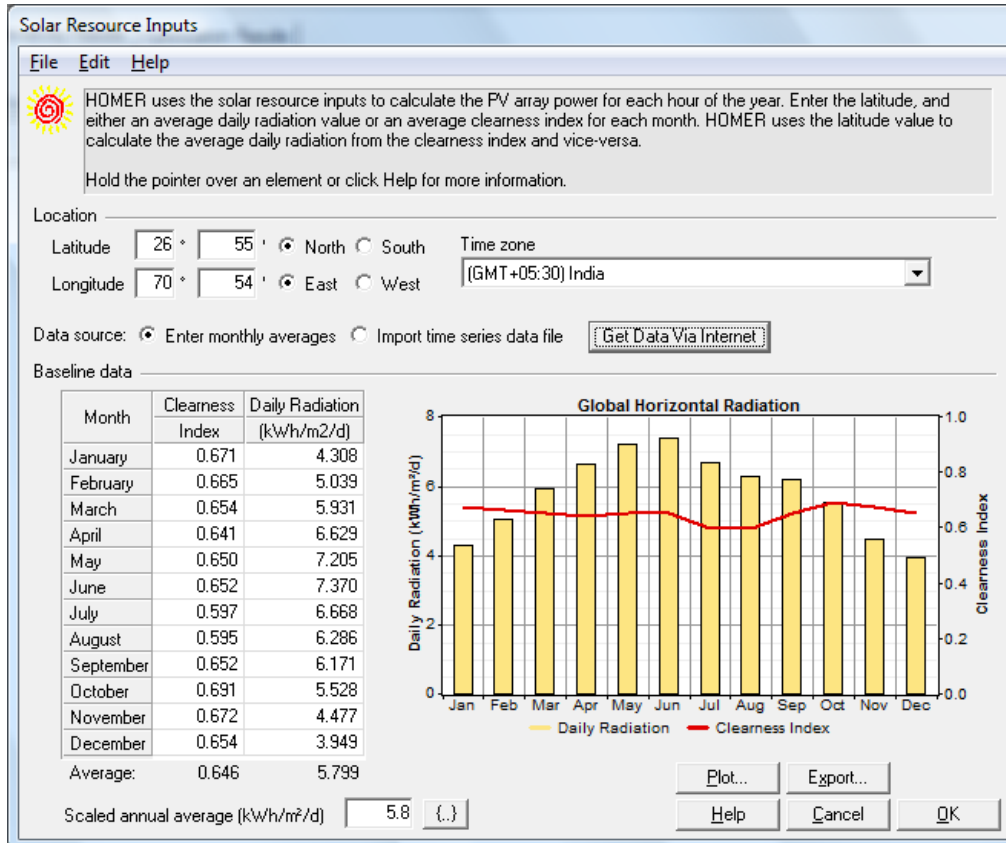 Solar Resource Inputs
File Edit Help
HOMER uses the solar resource inputs to calculate the PV array power for each hour of the year. Enter the latitude, and
either an average daily radiation value or an average clearness index for each month. HOMER uses the latitude value to
calculate the average daily radiation from the clearness index and vice-versa.
Hold the pointer over an element or click Help for more information.
Location
Latitude 26 ° 55 ' North South
Time zone
Longitude 70 ° 54 ' East West
(GMT+05:30) India
Data source: Enter monthly averages Import time series data file Get Data Via Internet
Baseline data
Month Clearness Daily Radiation
Index (kWh/m2/d)
January 0.671 4.308
February 0.665 5.039
March 0.654 5.931
April 0.641 6.629
May 0.650 7.205
June 0.652 7.370
July 0.597 6.668
August 0.595 6.286
September 0.652 6.171
October 0.691 5.528
November 0.672 4.477
December 0.654 3.949
Average: 0.646 5.799
Scaled annual average (kWh/m²/d) 5.8 {..}
Global Horizontal Radiation
Daily Radiation (kWh/m²/d)
8
6
4
2
0
1.0
0.8
0.6
0.4
0.2
0.0
Clearness Index
Jan Feb Mar Apr May Jun Jul Aug Sep Oct Nov Dec
Daily Radiation Clearness Index
Plot... Export...
Help Cancel OK